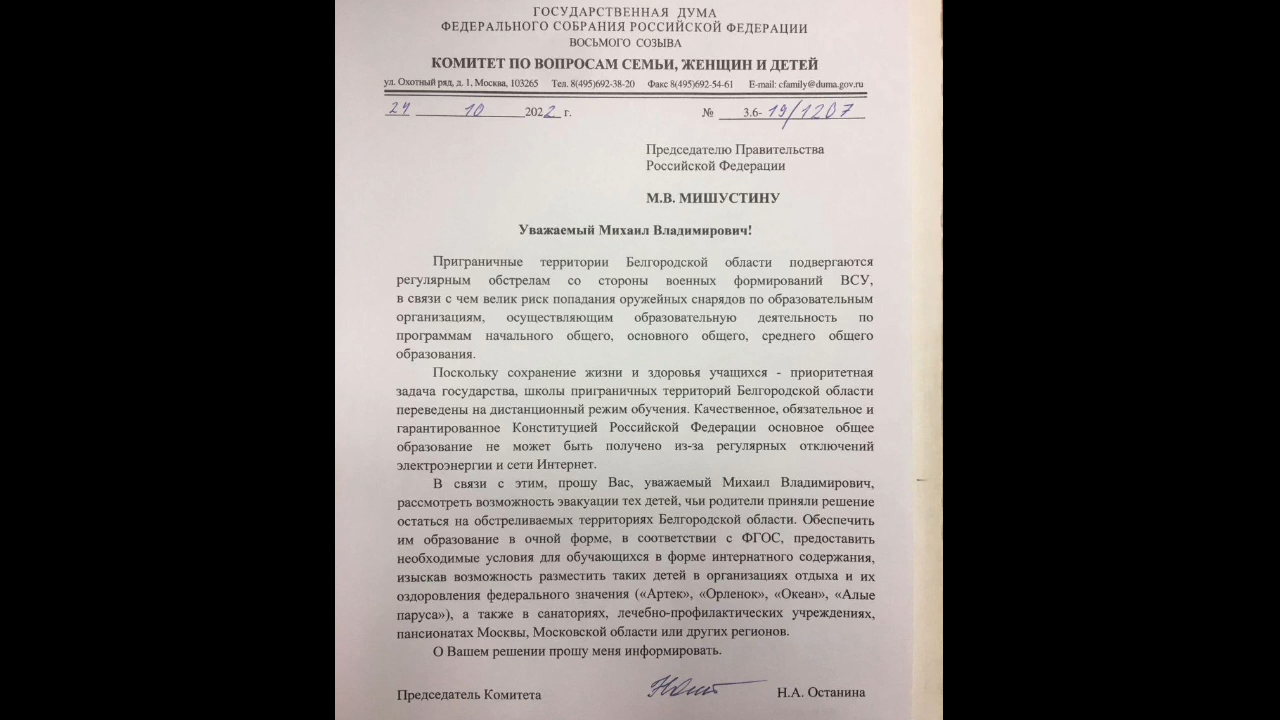 ГОСУДАРСТВЕННАЯ ДУМА
ФЕДЕРАЛЬНОГО СОБРАНИЯ РОССИЙСКОЙ ФЕДЕРАЦИИ
ВОСЬМОГО СОЗЫВА
КОМИТЕТ ПО ВОПРОСАМ СЕМЬИ, ЖЕНЩИН И ДЕТЕЙ
ул. Охотный ряд, д. 1, Москва, 103265 Тел. 8(495)692-38-20 Факс 8(495)692-54-61 E-mail: cfamily@duma.gov.ru
24 10 2022 г. № 3.6-19/1207
Председателю Правительства
Российской Федерации
М.В. МИШУСТИНУ
Уважаемый Михаил Владимирович!
Приграничные территории Белгородской области подвергаются
регулярным обстрелам со стороны военных формирований ВСУ,
в связи с чем велик риск попадания оружейных снарядов по образовательным
организациям, осуществляющим образовательную деятельность по
программам начального общего, основного общего, среднего общего
образования.
Поскольку сохранение жизни и здоровья учащихся - приоритетная
задача государства, школы приграничных территорий Белгородской области
переведены на дистанционный режим обучения. Качественное, обязательное и
гарантированное Конституцией Российской Федерации основное общее
образование не может быть получено из-за регулярных отключений
электроэнергии и сети Интернет.
В связи с этим, прошу Вас, уважаемый Михаил Владимирович,
рассмотреть возможность эвакуации тех детей, чьи родители приняли решение
остаться на обстреливаемых территориях Белгородской области. Обеспечить
им образование в очной форме, в соответствии с ФГОС, предоставить
необходимые условия для обучающихся в форме интернатного содержания,
изыскав возможность разместить таких детей в организациях отдыха и их
оздоровления федерального значения («Артек», «Орленок», «Океан», «Алые
паруса»), а также в санаториях, лечебно-профилактических учреждениях,
пансионатах Москвы, Московской области или других регионов.
О Вашем решении прошу меня информировать.
Председатель Комитета Н.А. Останина